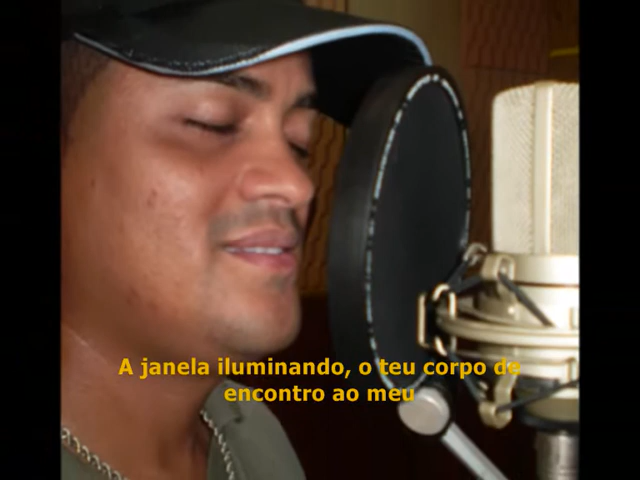 A janela iluminando, o teu corpo de
encontro ao meu